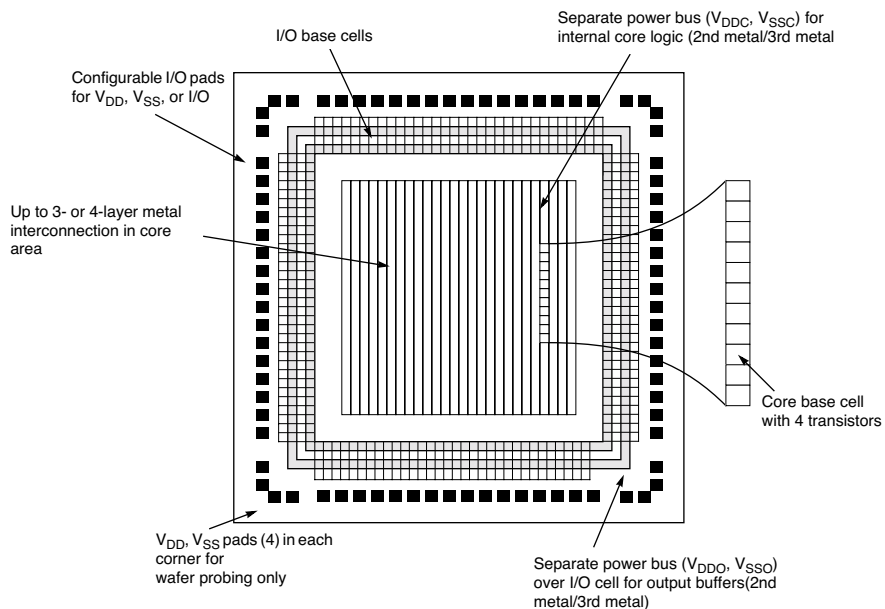 Separate power bus (VDDC, VSSC) for
internal core logic (2nd metal/3rd metal
I/O base cells
Configurable I/O pads
for VDD, VSS, or I/O
Up to 3- or 4-layer metal
interconnection in core
area
Core base cell
with 4 transistors
VDD, VSS pads (4) in each
corner for
wafer probing only
Separate power bus (VDDO, VSSO)
over I/O cell for output buffers(2nd
metal/3rd metal)